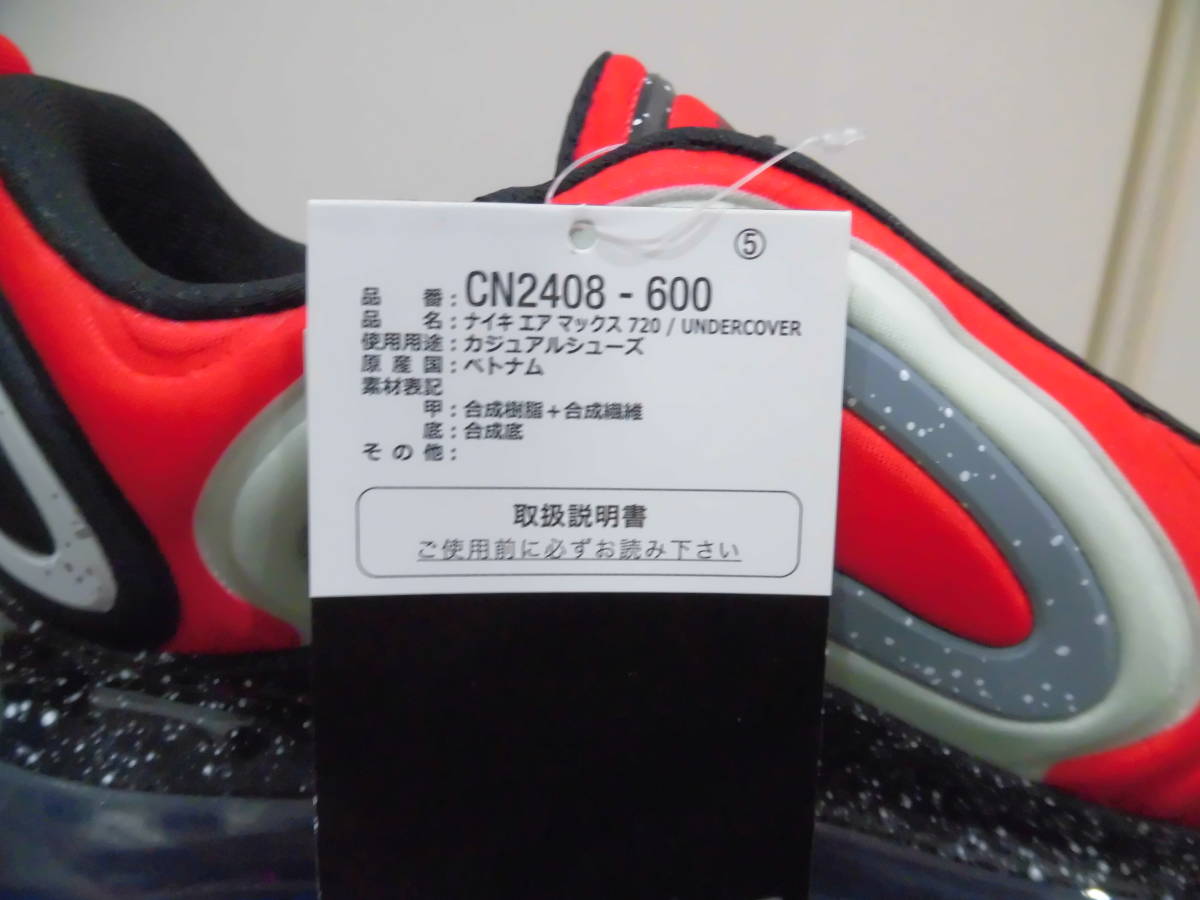 ⑤
品番：CN2408 - 600
品名：ナイキ エア マックス 720 / UNDERCOVER
使用用途：カジュアルシューズ
原産国：ベトナム
素材表記
甲：合成樹脂＋合成繊維
底：合成底
その他：
取扱説明書
ご使用前に必ずお読み下さい